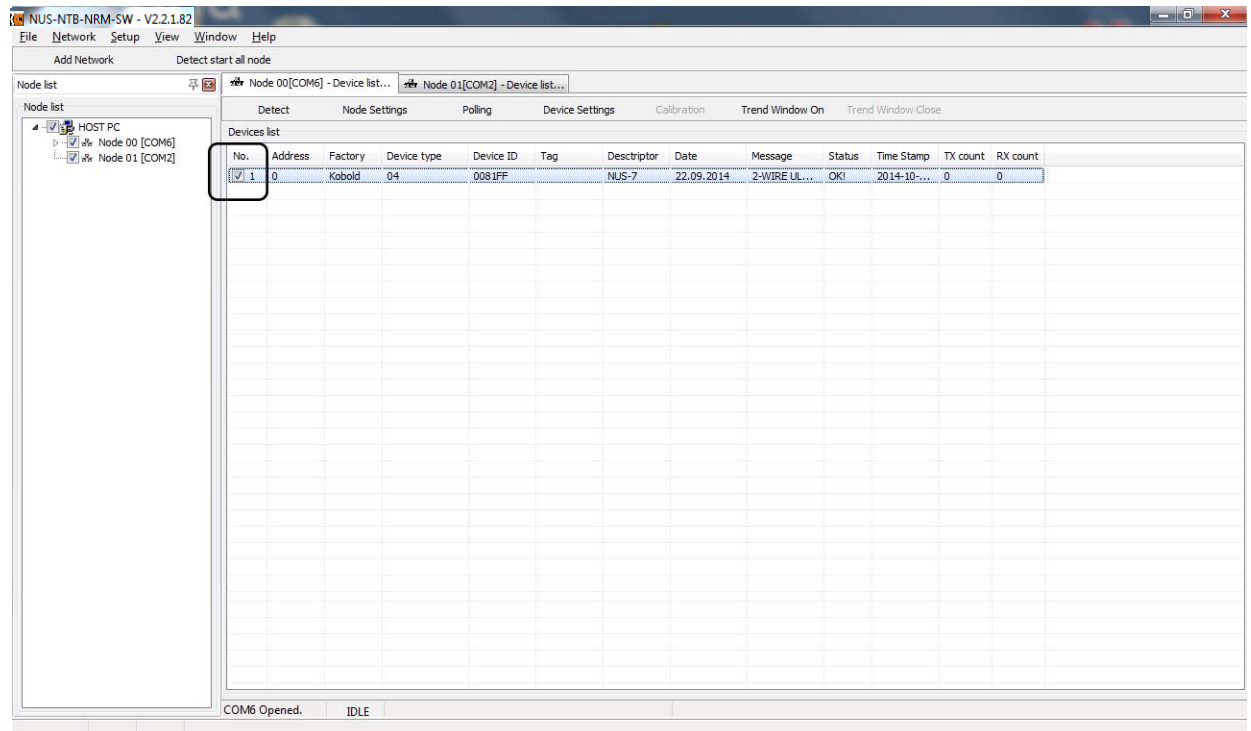 NUS-NTB-NRM-SW - V2.2.1.82
File Network Setup View Window Help
Add Network Detect start all node
Node list
Node list
HOST PC
Node 00 [COM6]
Node 01 [COM2]
Node 00[COM6] - Device list... Node 01[COM2] - Device list...
Detect Node Settings Polling Device Settings Calibration Trend Window On Trend Window Close
Devices list
No. Address Factory Device type Device ID Tag Desctriptor Date Message Status Time Stamp TX count RX count
1 0 Kobold 04 0081FF NUS-7 22.09.2014 2-WIRE UL... OK! 2014-10-... 0 0
COM6 Opened. IDLE